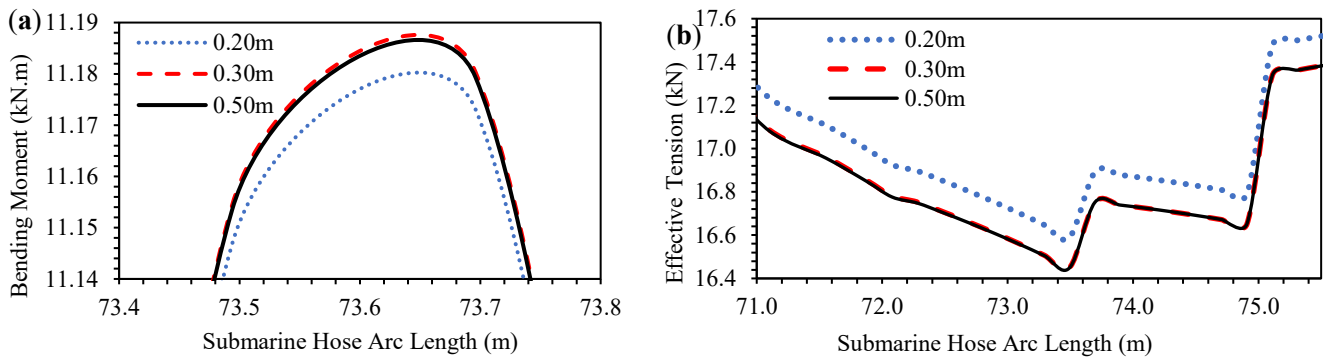 (a)
Bending Moment (kN.m)
11.19
11.18
11.17
11.16
11.15
11.14
0.20m
0.30m
0.50m
73.4
73.5
73.6
73.7
73.8
Submarine Hose Arc Length (m)
(b)
Effective Tension (kN)
17.6
17.4
17.2
17.0
16.8
16.6
16.4
0.20m
0.30m
0.50m
71.0
72.0
73.0
74.0
75.0
Submarine Hose Arc Length (m)